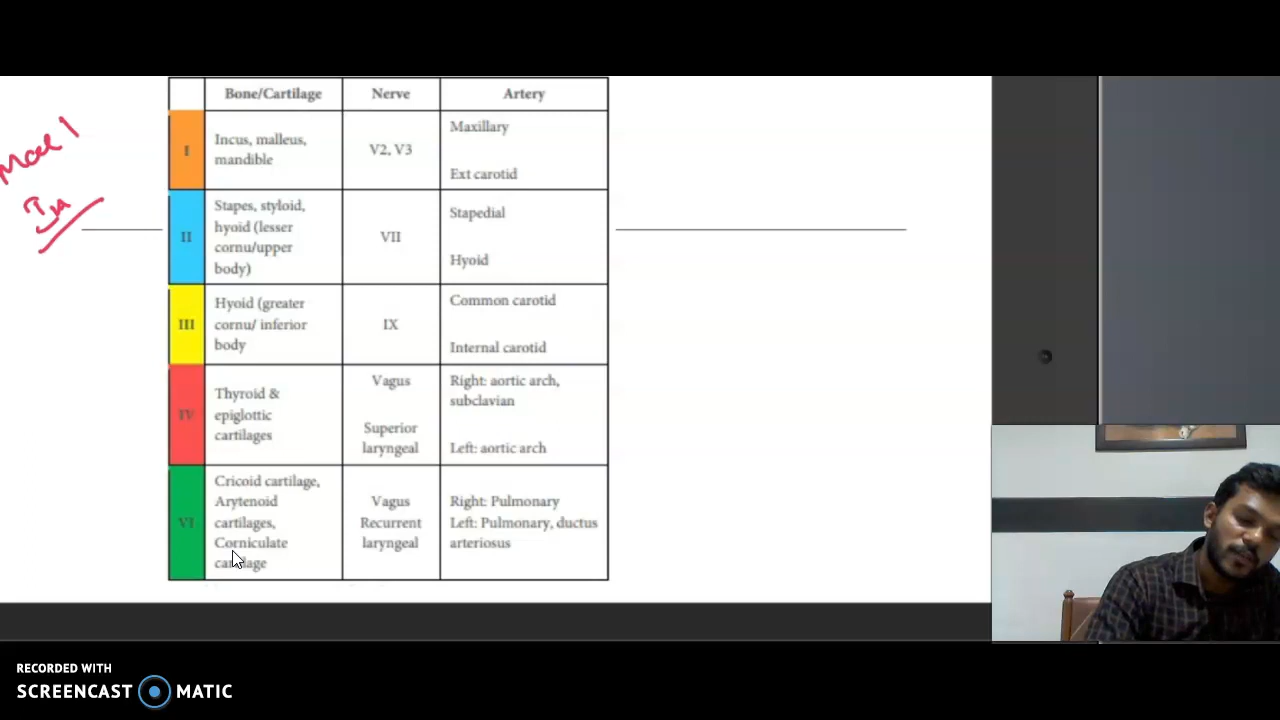 Bone/Cartilage Nerve Artery
I
Incus, malleus,
mandible
V2, V3
Maxillary
Ext carotid
II
Stapes, styloid,
hyoid (lesser
cornu/upper
body)
VII
Stapedial
Hyoid
III
Hyoid (greater
cornu/ inferior
body
IX
Common carotid
Internal carotid
IV
Thyroid &
epiglottic
cartilages
Vagus
Superior
laryngeal
Right: aortic arch,
subclavian
Left: aortic arch
VI
Cricoid cartilage,
Arytenoid
cartilages,
Corniculate
cartilage
Vagus
Recurrent
laryngeal
Right: Pulmonary
Left: Pulmonary, ductus
arteriosus
RECORDED WITH
SCREENCAST MATIC